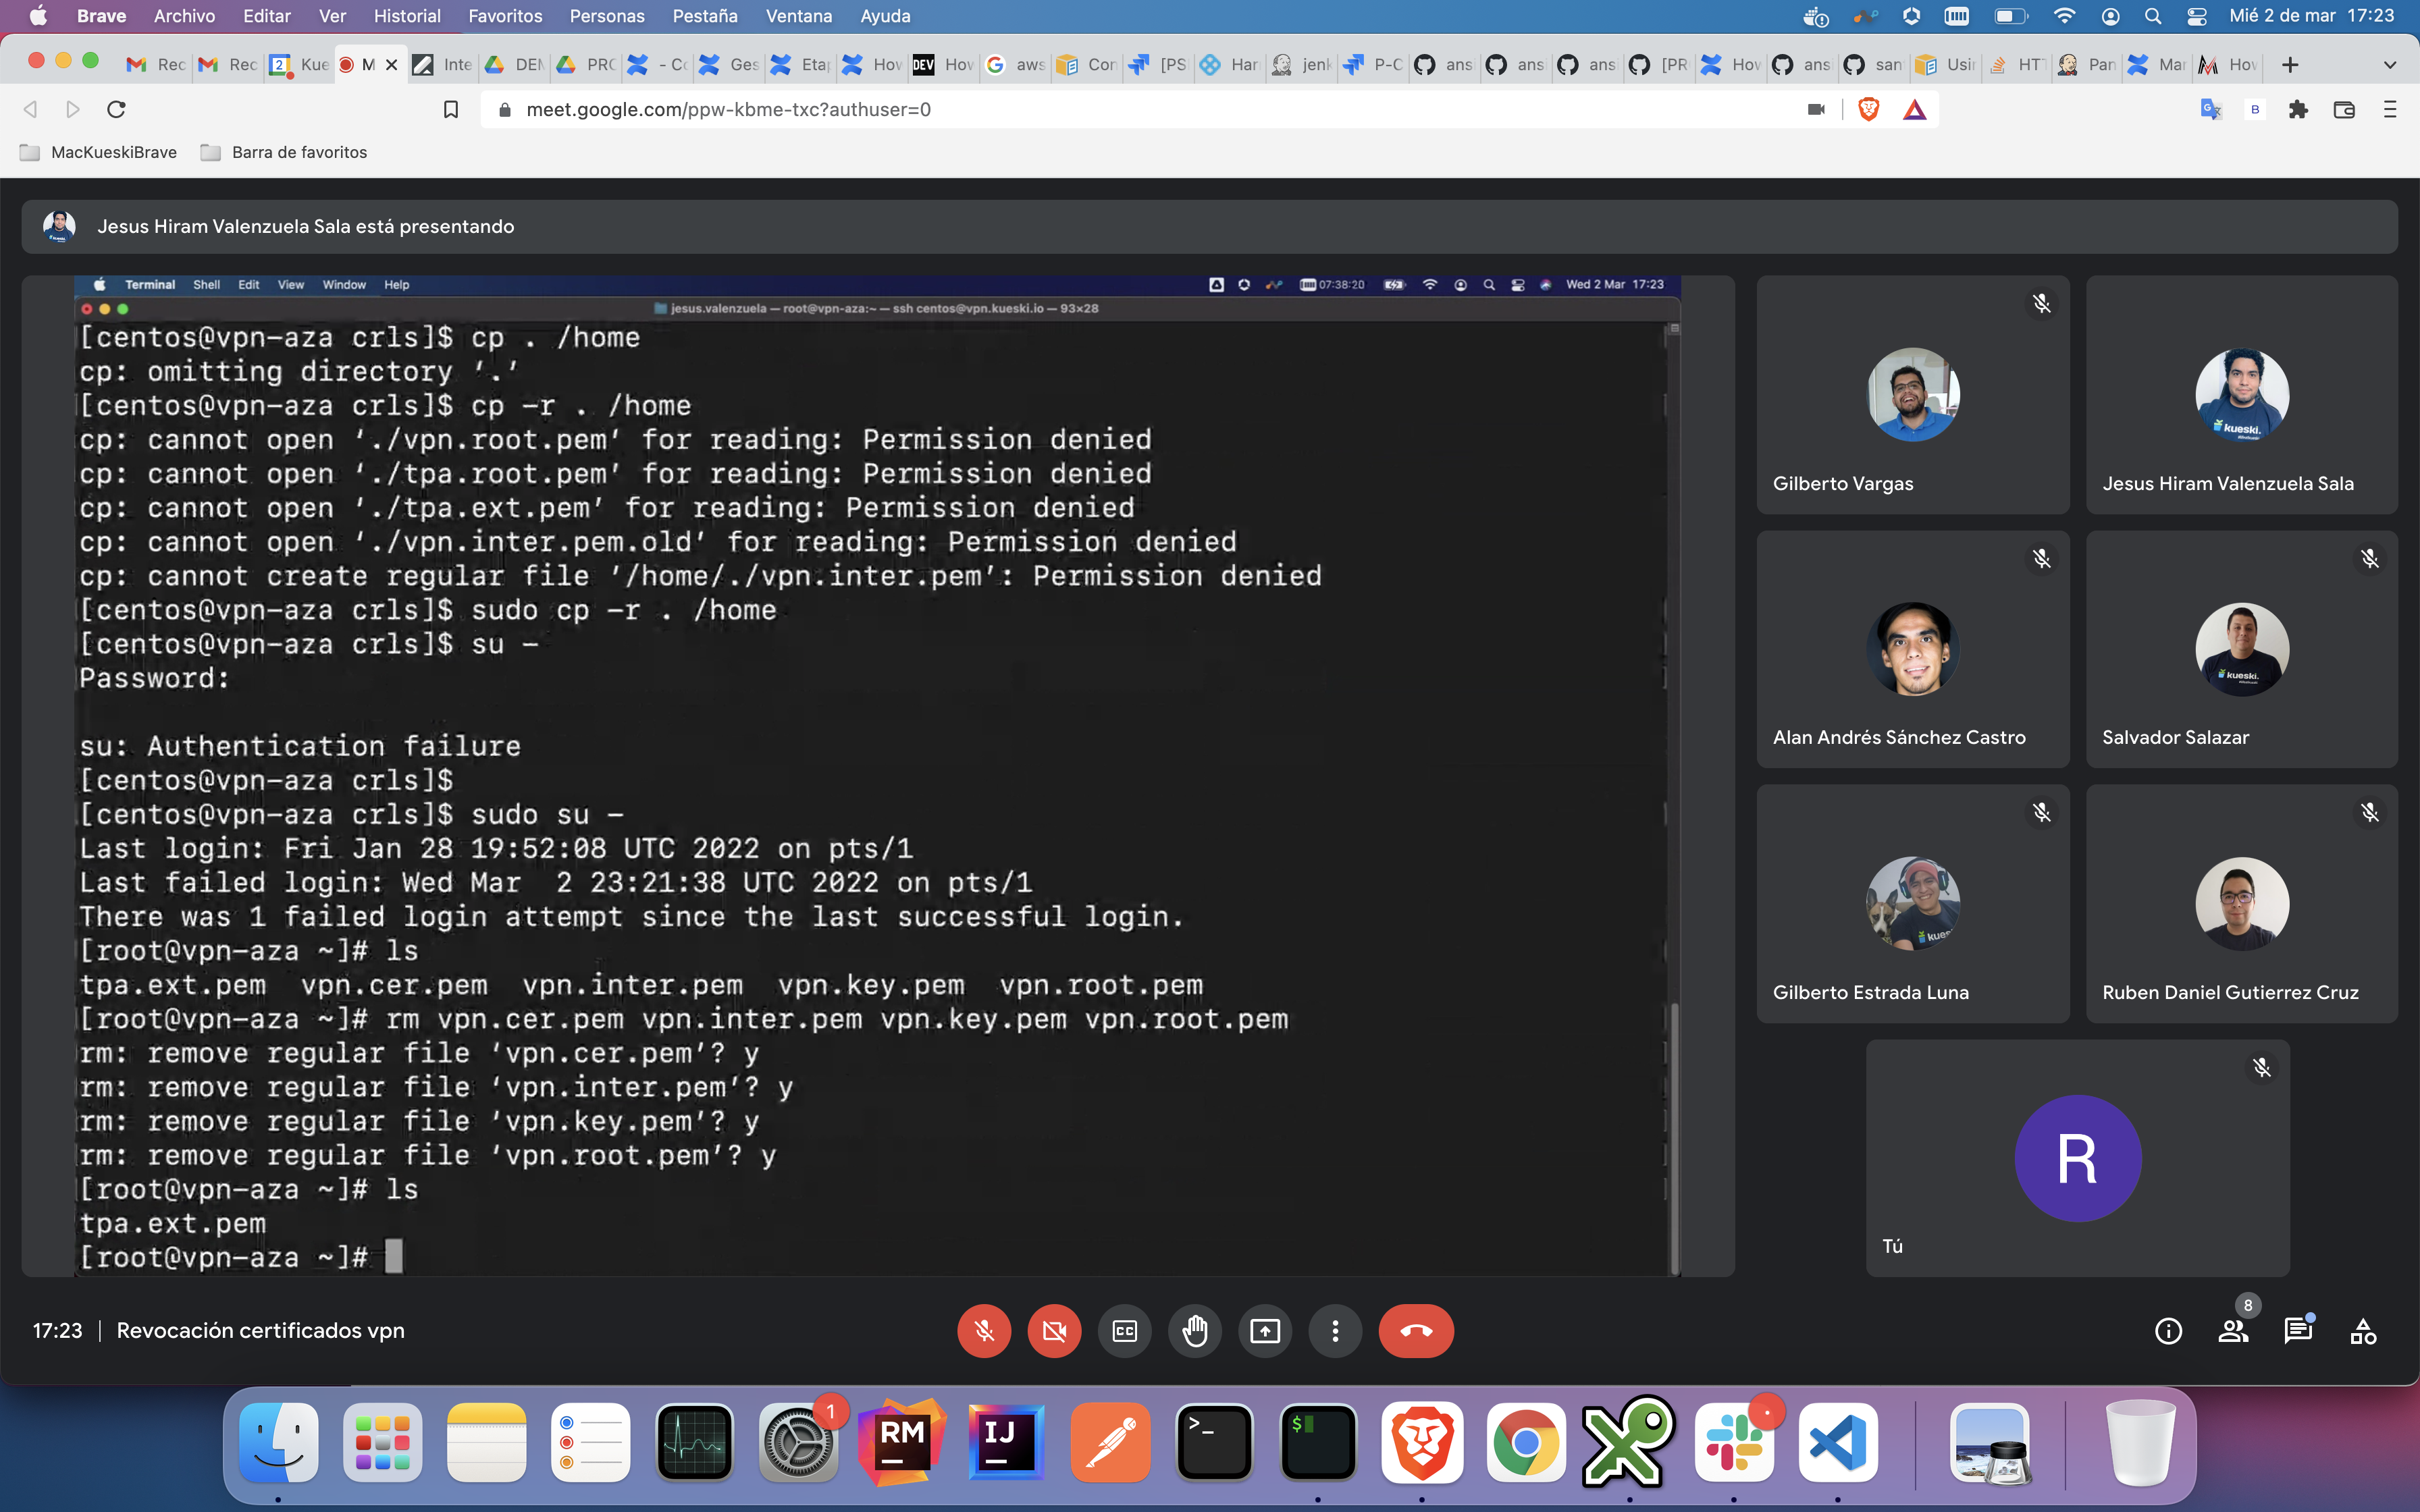 Brave Archivo Editar Ver Historial Favoritos Personas Pestaña Ventana Ayuda Mié 2 de mar 17:23
Rec Rec Kue M Inte DEM PRO - Co Ges Etap How DEV How aws Con [PS Har jenk P-C ans ans ans [PR How ans san Usin HT Pan Mar How
meet.google.com/ppw-kbme-txc?authuser=0
MacKueskiBrave Barra de favoritos
Jesus Hiram Valenzuela Sala está presentando
Terminal Shell Edit View Window Help 07:38:20 Wed 2 Mar 17:23
jesus.valenzuela — root@vpn-aza:~ — ssh centos@vpn.kueski.io — 93×28
[centos@vpn-aza crls]$ cp . /home
cp: omitting directory ‘.’
[centos@vpn-aza crls]$ cp -r . /home
cp: cannot open ‘./vpn.root.pem’ for reading: Permission denied
cp: cannot open ‘./tpa.root.pem’ for reading: Permission denied
cp: cannot open ‘./tpa.ext.pem’ for reading: Permission denied
cp: cannot open ‘./vpn.inter.pem.old’ for reading: Permission denied
cp: cannot create regular file ‘/home/./vpn.inter.pem’: Permission denied
[centos@vpn-aza crls]$ sudo cp -r . /home
[centos@vpn-aza crls]$ su -
Password:
su: Authentication failure
[centos@vpn-aza crls]$
[centos@vpn-aza crls]$ sudo su -
Last login: Fri Jan 28 19:52:08 UTC 2022 on pts/1
Last failed login: Wed Mar  2 23:21:38 UTC 2022 on pts/1
There was 1 failed login attempt since the last successful login.
[root@vpn-aza ~]# ls
tpa.ext.pem  vpn.cer.pem  vpn.inter.pem  vpn.key.pem  vpn.root.pem
[root@vpn-aza ~]# rm vpn.cer.pem vpn.inter.pem vpn.key.pem vpn.root.pem
rm: remove regular file ‘vpn.cer.pem’? y
rm: remove regular file ‘vpn.inter.pem’? y
rm: remove regular file ‘vpn.key.pem’? y
rm: remove regular file ‘vpn.root.pem’? y
[root@vpn-aza ~]# ls
tpa.ext.pem
[root@vpn-aza ~]#
kueski.
Gilberto Vargas
Jesus Hiram Valenzuela Sala
kueski.
Alan Andrés Sánchez Castro
Salvador Salazar
kues
Gilberto Estrada Luna
Ruben Daniel Gutierrez Cruz
R
Tú
17:23 | Revocación certificados vpn
CC
8
1
RM
IJ
>_
$